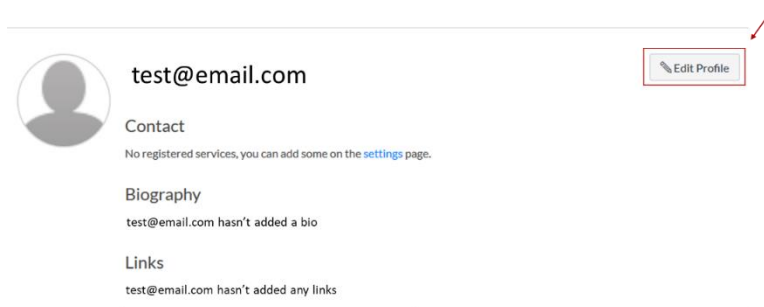 test@email.com
Edit Profile
Contact
No registered services, you can add some on the settings page.
Biography
test@email.com hasn't added a bio
Links
test@email.com hasn't added any links